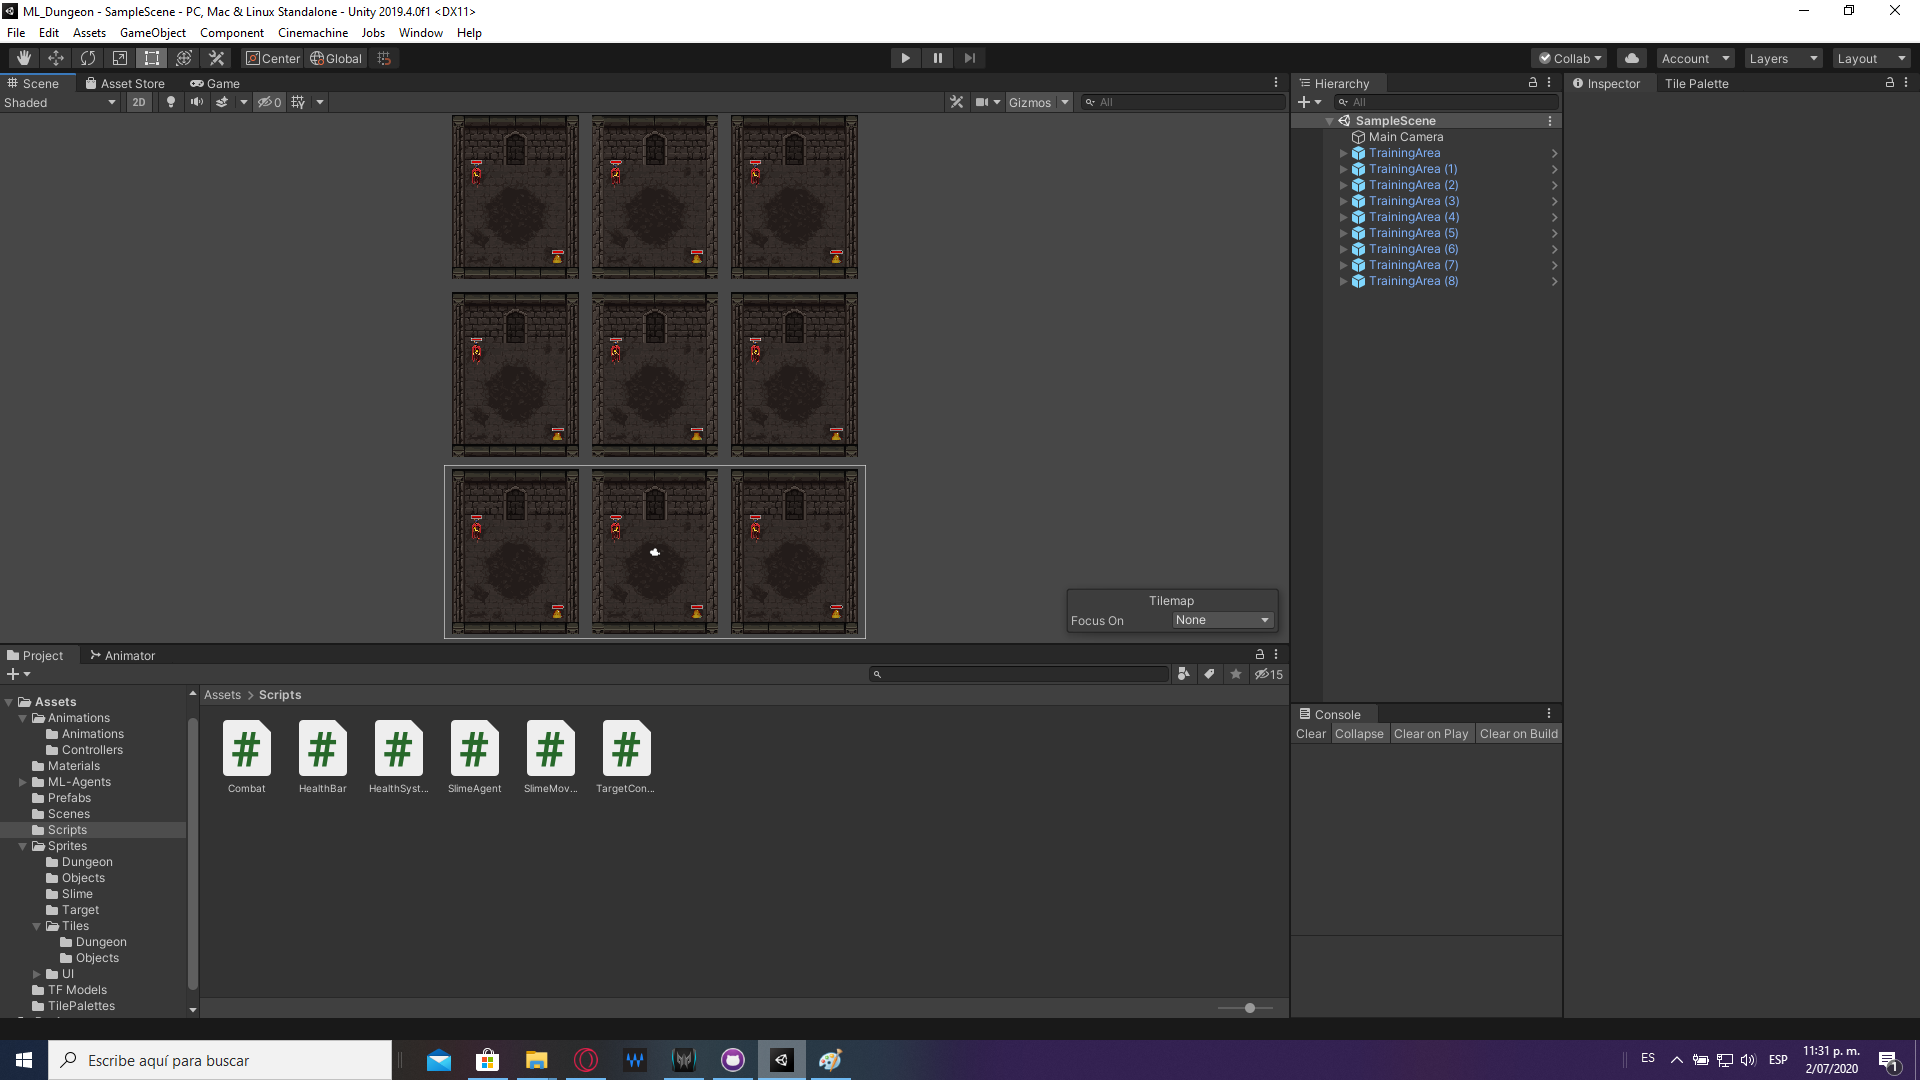 ML_Dungeon - SampleScene - PC, Mac & Linux Standalone - Unity 2019.4.0f1 <DX11>
File Edit Assets GameObject Component Cinemachine Jobs Window Help
Center Global Collab Account Layers Layout
Scene Asset Store Game
Shaded 2D 0 Gizmos All
Hierarchy
All
SampleScene
Main Camera
TrainingArea
TrainingArea (1)
TrainingArea (2)
TrainingArea (3)
TrainingArea (4)
TrainingArea (5)
TrainingArea (6)
TrainingArea (7)
TrainingArea (8)
Inspector Tile Palette
Tilemap
Focus On None
Project Animator
15
Assets
Animations
Animations
Controllers
Materials
ML-Agents
Prefabs
Scenes
Scripts
Sprites
Dungeon
Objects
Slime
Target
Tiles
Dungeon
Objects
UI
TF Models
TilePalettes
Assets > Scripts
# # # # # #
Combat HealthBar HealthSyst... SlimeAgent SlimeMov... TargetCon...
Console
Clear Collapse Clear on Play Clear on Build
Escribe aquí para buscar
ES ESP
11:31 p. m.
2/07/2020
1